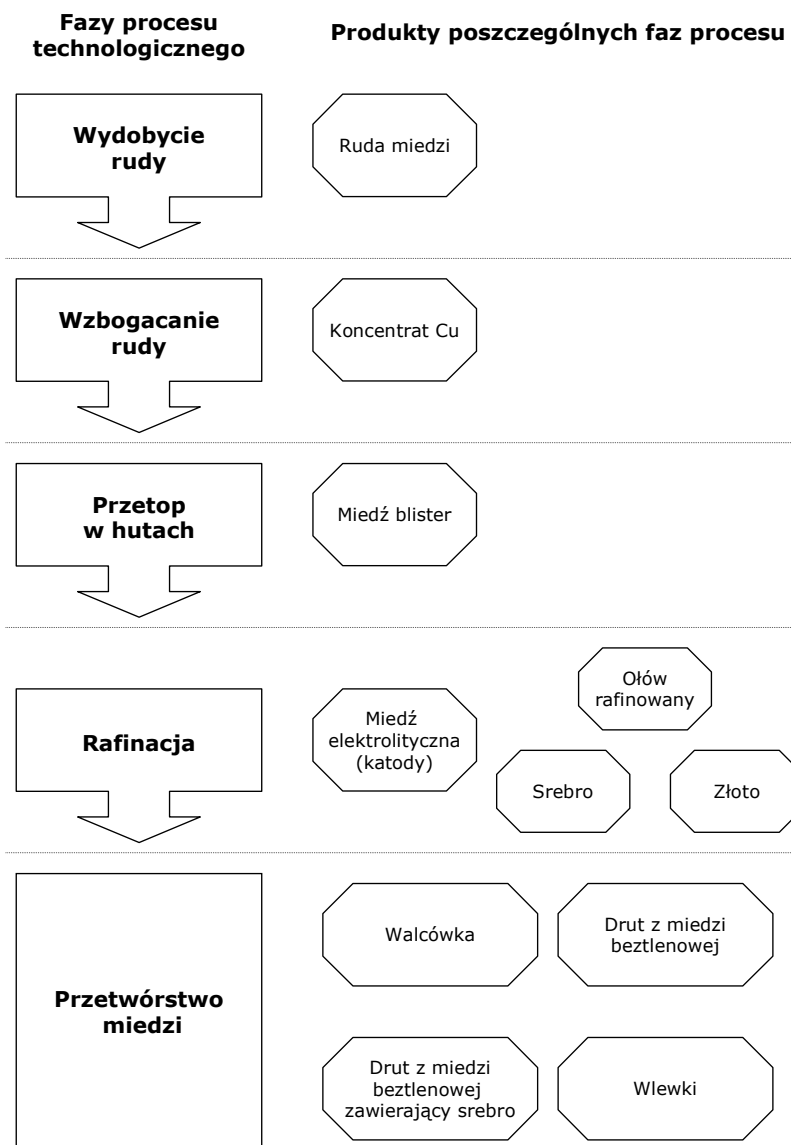 Fazy procesu
technologicznego
Produkty poszczególnych faz procesu
Wydobycie
rudy
Ruda miedzi
Wzbogacanie
rudy
Koncentrat Cu
Przetop
w hutach
Miedź blister
Rafinacja
Miedź
elektrolityczna
(katody)
Ołów
rafinowany
Srebro
Złoto
Przetwórstwo
miedzi
Walcówka
Drut z miedzi
beztlenowej
Drut z miedzi
beztlenowej
zawierający srebro
Wlewki